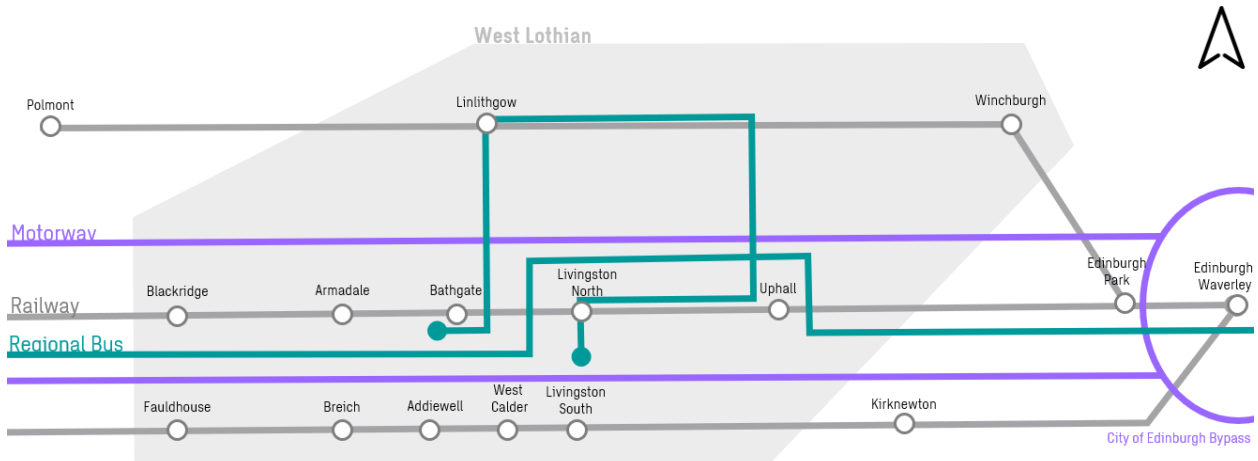 West Lothian
Polmont
Linlithgow
Winchburgh
Motorway
Livingston
North
Edinburgh
Park
Edinburgh
Waverley
Railway
Blackridge
Armadale
Bathgate
Uphall
Regional Bus
Fauldhouse
Breich
Addiewell
West
Calder
Livingston
South
Kirknewton
City of Edinburgh Bypass